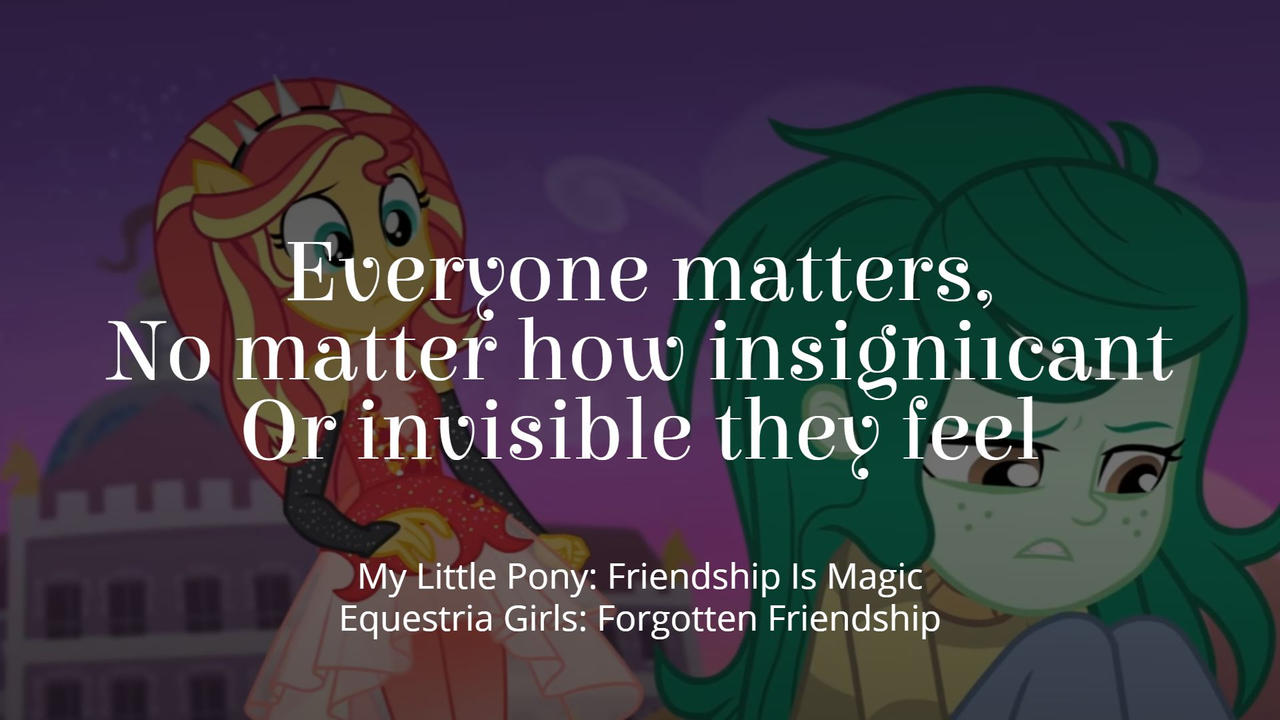 Everyone matters,
No matter how insigniıcant
Or invisible they feel
My Little Pony: Friendship Is Magic
Equestria Girls: Forgotten Friendship